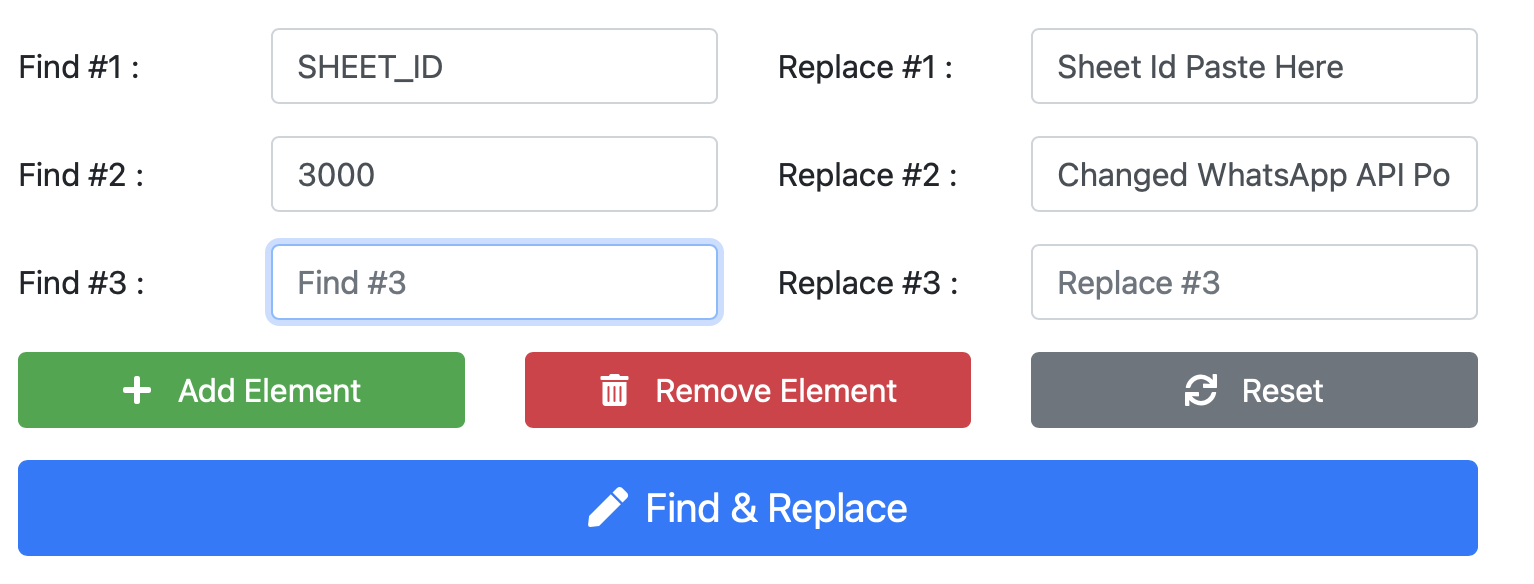 Find #1 : SHEET_ID Replace #1 : Sheet Id Paste Here
Find #2 : 3000 Replace #2 : Changed WhatsApp API Po
Find #3 : Find #3 Replace #3 : Replace #3
Add Element Remove Element Reset
Find & Replace